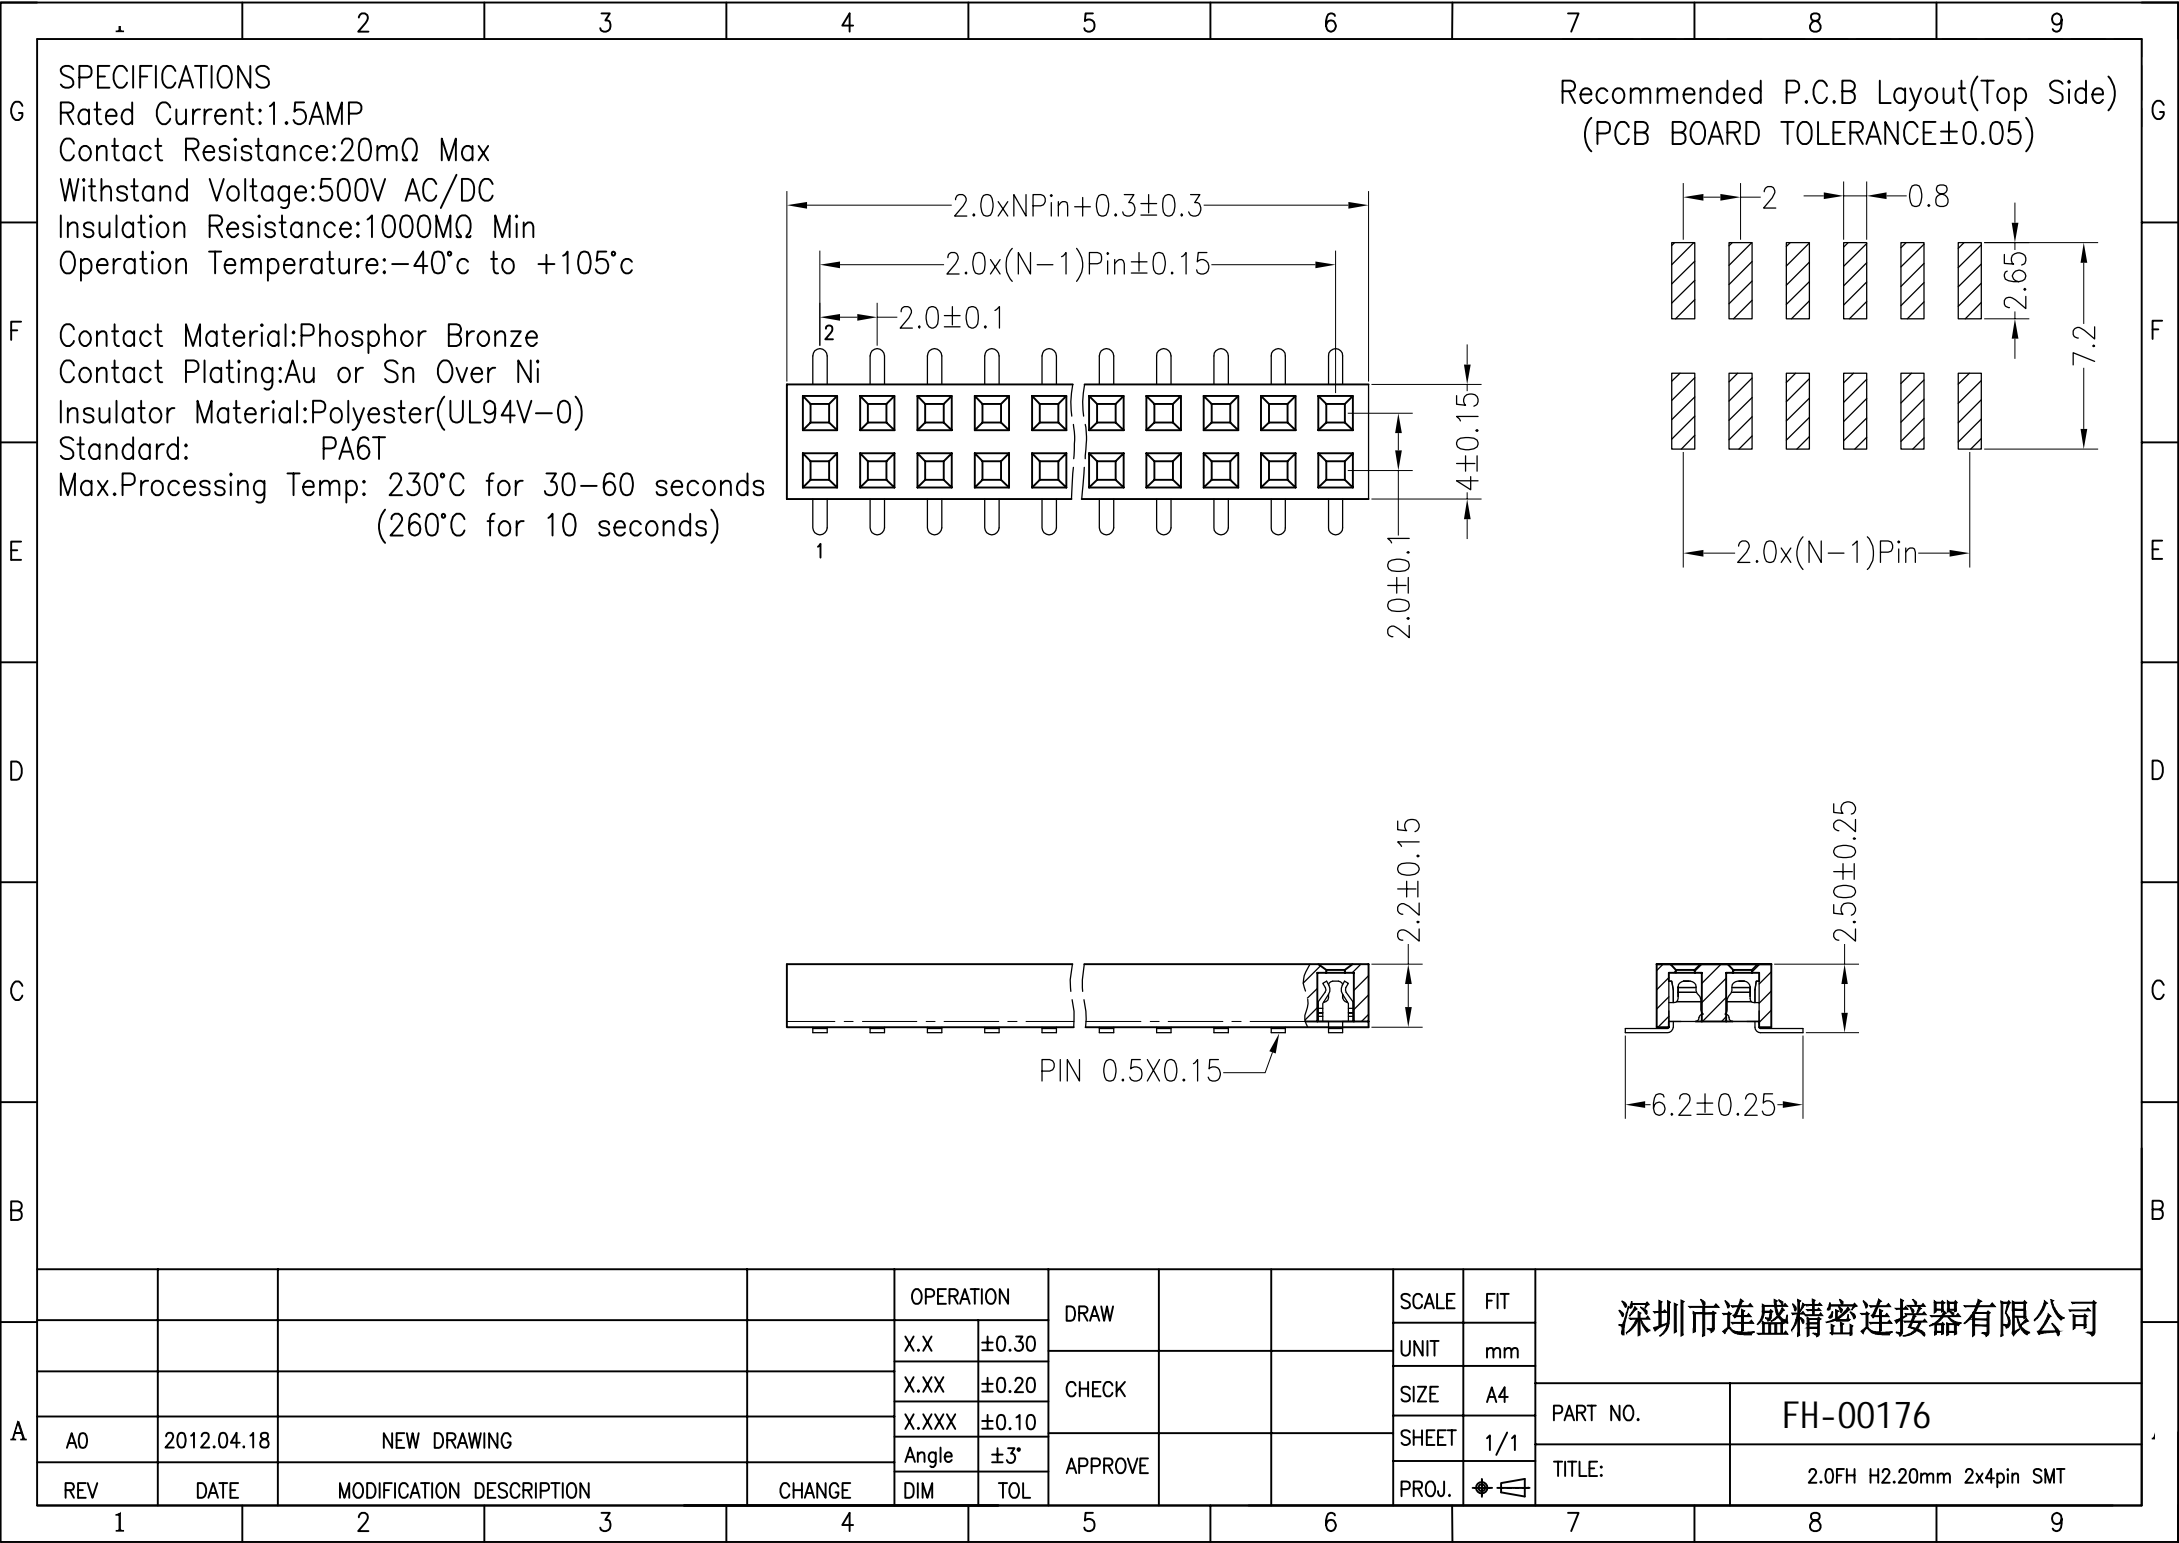 2 3 4 5 6 7 8 9
SPECIFICATIONS
Rated Current:1.5AMP
Contact Resistance:20mΩ Max
Withstand Voltage:500V AC/DC
Insulation Resistance:1000MΩ Min
Operation Temperature:-40°c to +105°c
Contact Material:Phosphor Bronze
Contact Plating:Au or Sn Over Ni
Insulator Material:Polyester(UL94V-0)
Standard: PA6T
Max.Processing Temp: 230°C for 30-60 seconds
(260°C for 10 seconds)
G
F
E
D
C
B
A
2.0xNPin+0.3±0.3
2.0x(N-1)Pin±0.15
2.0±0.1
2
1
4±0.15
2.0±0.1
Recommended P.C.B Layout(Top Side)
(PCB BOARD TOLERANCE±0.05)
2
0.8
2.65
7.2
2.0x(N-1)Pin
G
F
E
D
C
B
2.2±0.15
PIN 0.5X0.15
2.50±0.25
6.2±0.25
A0 2012.04.18 NEW DRAWING
REV DATE MODIFICATION DESCRIPTION CHANGE
OPERATION
X.X ±0.30
X.XX ±0.20
X.XXX ±0.10
Angle ±3°
DIM TOL
DRAW
CHECK
APPROVE
SCALE FIT
UNIT mm
SIZE A4
SHEET 1/1
PROJ.
深圳市连盛精密连接器有限公司
PART NO. FH-00176
TITLE: 2.0FH H2.20mm 2x4pin SMT
1 2 3 4 5 6 7 8 9